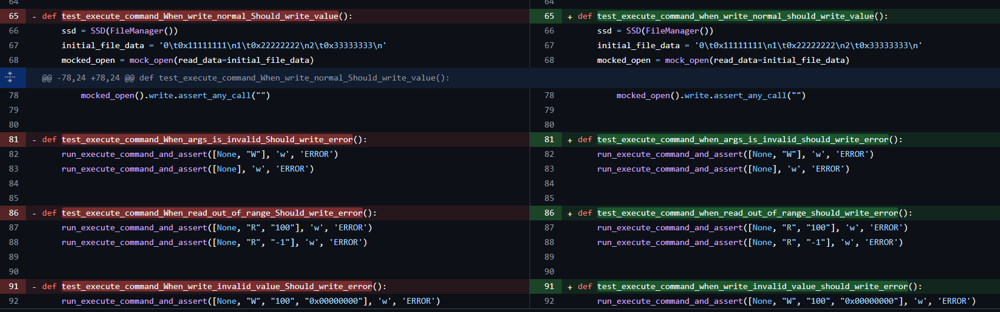 64 64
65 - def test_execute_command_When_write_normal_Should_write_value(): 65 + def test_execute_command_when_write_normal_should_write_value():
66 ssd = SSD(FileManager()) 66 ssd = SSD(FileManager())
67 initial_file_data = '0\t0x11111111\n1\t0x22222222\n2\t0x33333333\n' 67 initial_file_data = '0\t0x11111111\n1\t0x22222222\n2\t0x33333333\n'
68 mocked_open = mock_open(read_data=initial_file_data) 68 mocked_open = mock_open(read_data=initial_file_data)
@@ -78,24 +78,24 @@ def test_execute_command_When_write_normal_Should_write_value():
78 mocked_open().write.assert_any_call("") 78 mocked_open().write.assert_any_call("")
79 79
80 80
81 - def test_execute_command_When_args_is_invalid_Should_write_error(): 81 + def test_execute_command_when_args_is_invalid_should_write_error():
82 run_execute_command_and_assert([None, "W"], 'w', 'ERROR') 82 run_execute_command_and_assert([None, "W"], 'w', 'ERROR')
83 run_execute_command_and_assert([None], 'w', 'ERROR') 83 run_execute_command_and_assert([None], 'w', 'ERROR')
84 84
85 85
86 - def test_execute_command_When_read_out_of_range_Should_write_error(): 86 + def test_execute_command_when_read_out_of_range_should_write_error():
87 run_execute_command_and_assert([None, "R", "100"], 'w', 'ERROR') 87 run_execute_command_and_assert([None, "R", "100"], 'w', 'ERROR')
88 run_execute_command_and_assert([None, "R", "-1"], 'w', 'ERROR') 88 run_execute_command_and_assert([None, "R", "-1"], 'w', 'ERROR')
89 89
90 90
91 - def test_execute_command_When_write_invalid_value_Should_write_error(): 91 + def test_execute_command_when_write_invalid_value_should_write_error():
92 run_execute_command_and_assert([None, "W", "100", "0x00000000"], 'w', 'ERROR') 92 run_execute_command_and_assert([None, "W", "100", "0x00000000"], 'w', 'ERROR')